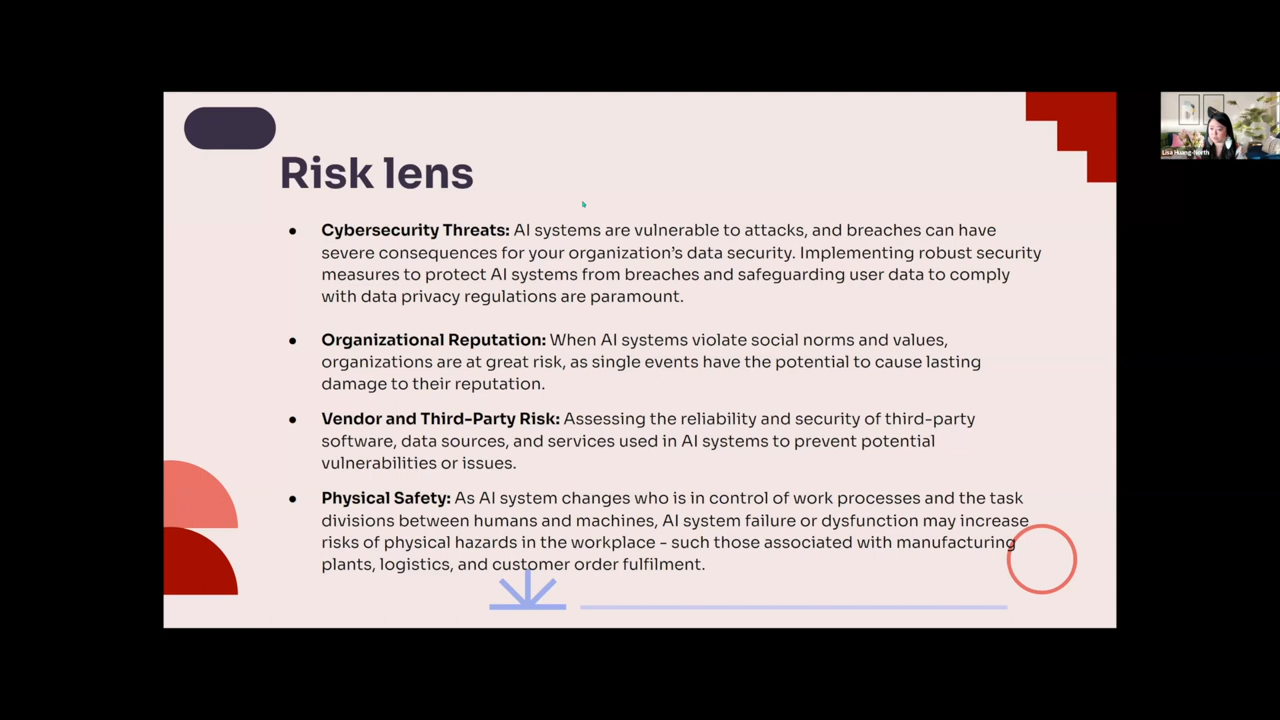 Risk lens
● Cybersecurity Threats: AI systems are vulnerable to attacks, and breaches can have
severe consequences for your organization’s data security. Implementing robust security
measures to protect AI systems from breaches and safeguarding user data to comply
with data privacy regulations are paramount.
● Organizational Reputation: When AI systems violate social norms and values,
organizations are at great risk, as single events have the potential to cause lasting
damage to their reputation.
● Vendor and Third-Party Risk: Assessing the reliability and security of third-party
software, data sources, and services used in AI systems to prevent potential
vulnerabilities or issues.
● Physical Safety: As AI system changes who is in control of work processes and the task
divisions between humans and machines, AI system failure or dysfunction may increase
risks of physical hazards in the workplace - such those associated with manufacturing
plants, logistics, and customer order fulfilment.
Lisa Huang-North